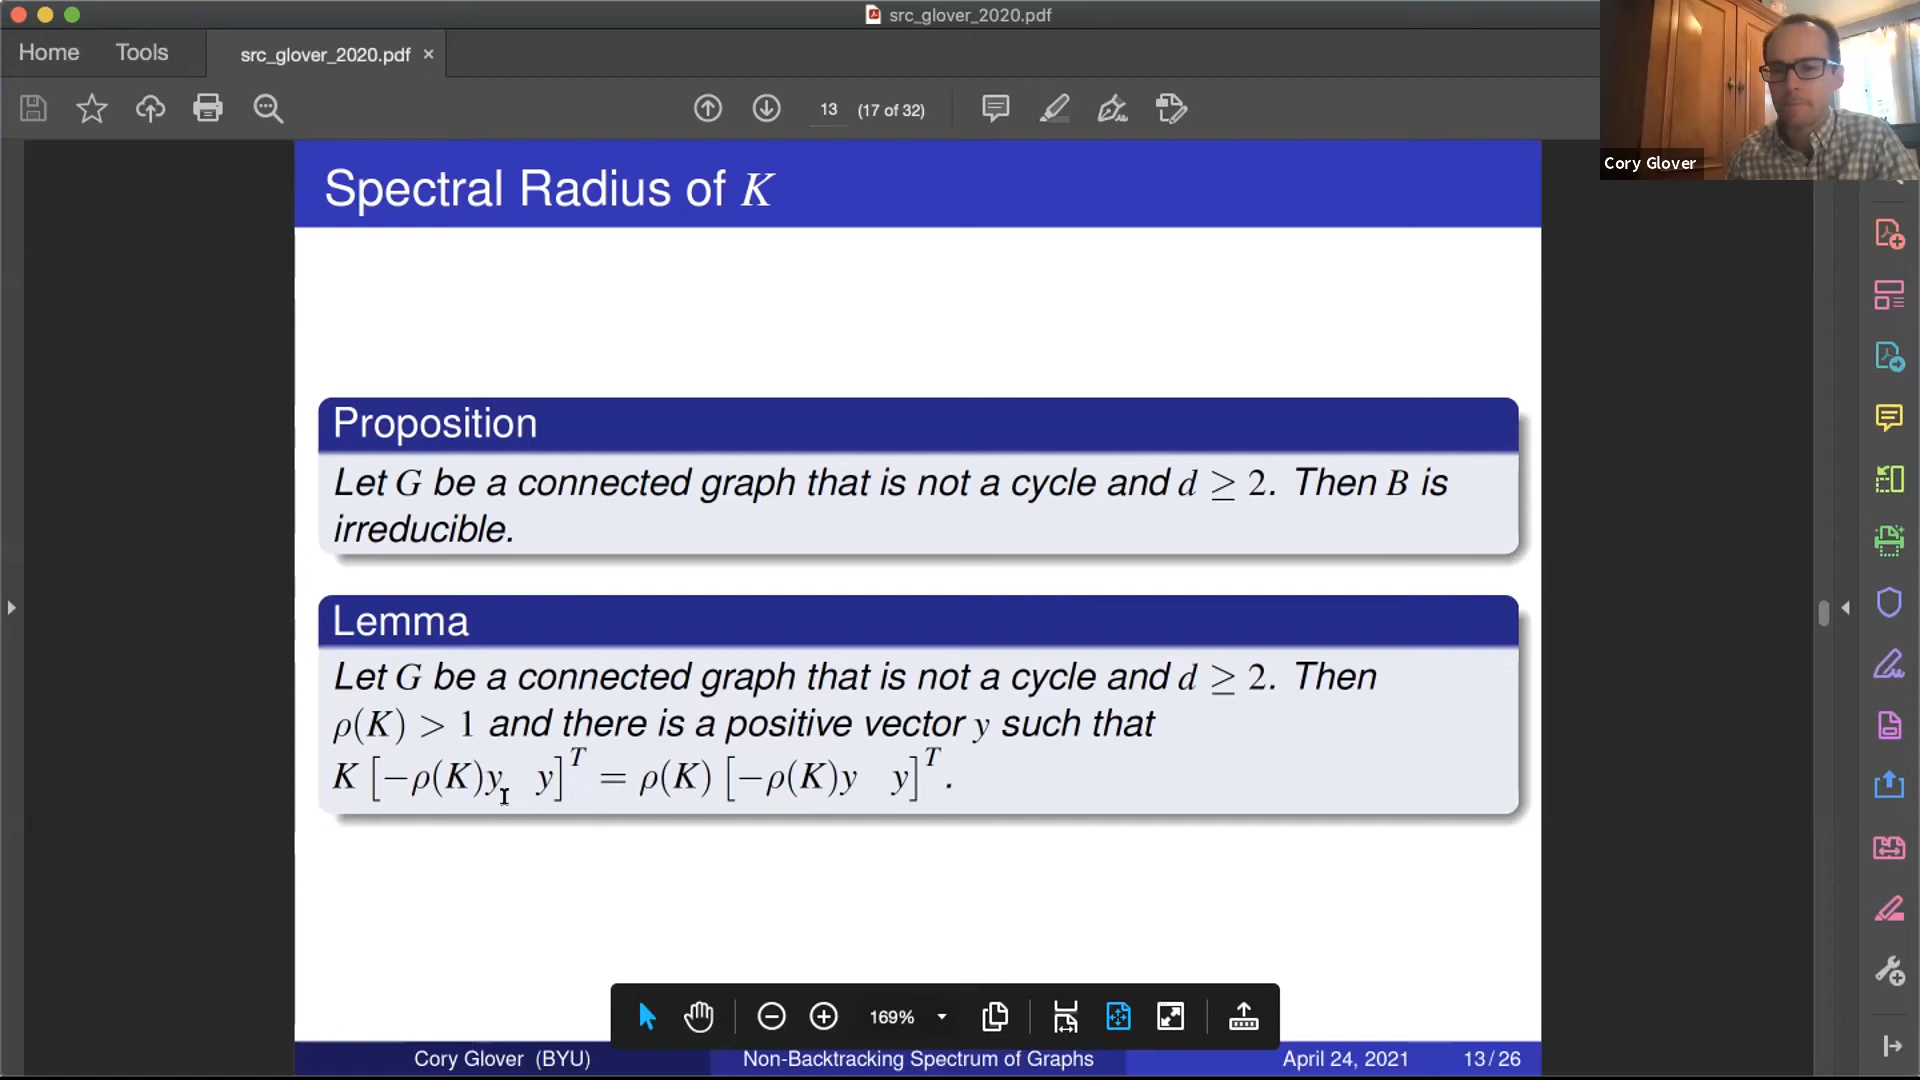 src_glover_2020.pdf
Home
Tools
src_glover_2020.pdf ×
13 (17 of 32)
Cory Glover
Spectral Radius of K
Proposition
Let G be a connected graph that is not a cycle and d ≥ 2. Then B is
irreducible.
Lemma
Let G be a connected graph that is not a cycle and d ≥ 2. Then
ρ(K) > 1 and there is a positive vector y such that
K [−ρ(K)y y]^T = ρ(K) [−ρ(K)y y]^T.
169%
Cory Glover (BYU)
Non-Backtracking Spectrum of Graphs
April 24, 2021
13/26